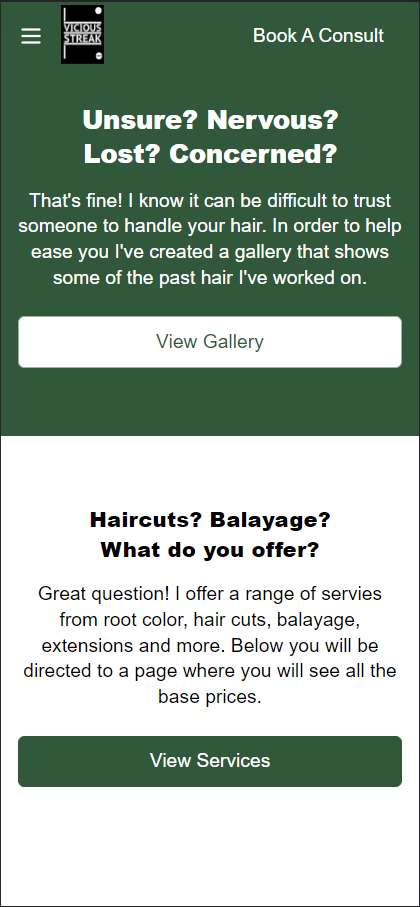 VICIOUS
STREAK
Book A Consult
Unsure? Nervous?
Lost? Concerned?
That's fine! I know it can be difficult to trust
someone to handle your hair. In order to help
ease you I've created a gallery that shows
some of the past hair I've worked on.
View Gallery
Haircuts? Balayage?
What do you offer?
Great question! I offer a range of servies
from root color, hair cuts, balayage,
extensions and more. Below you will be
directed to a page where you will see all the
base prices.
View Services